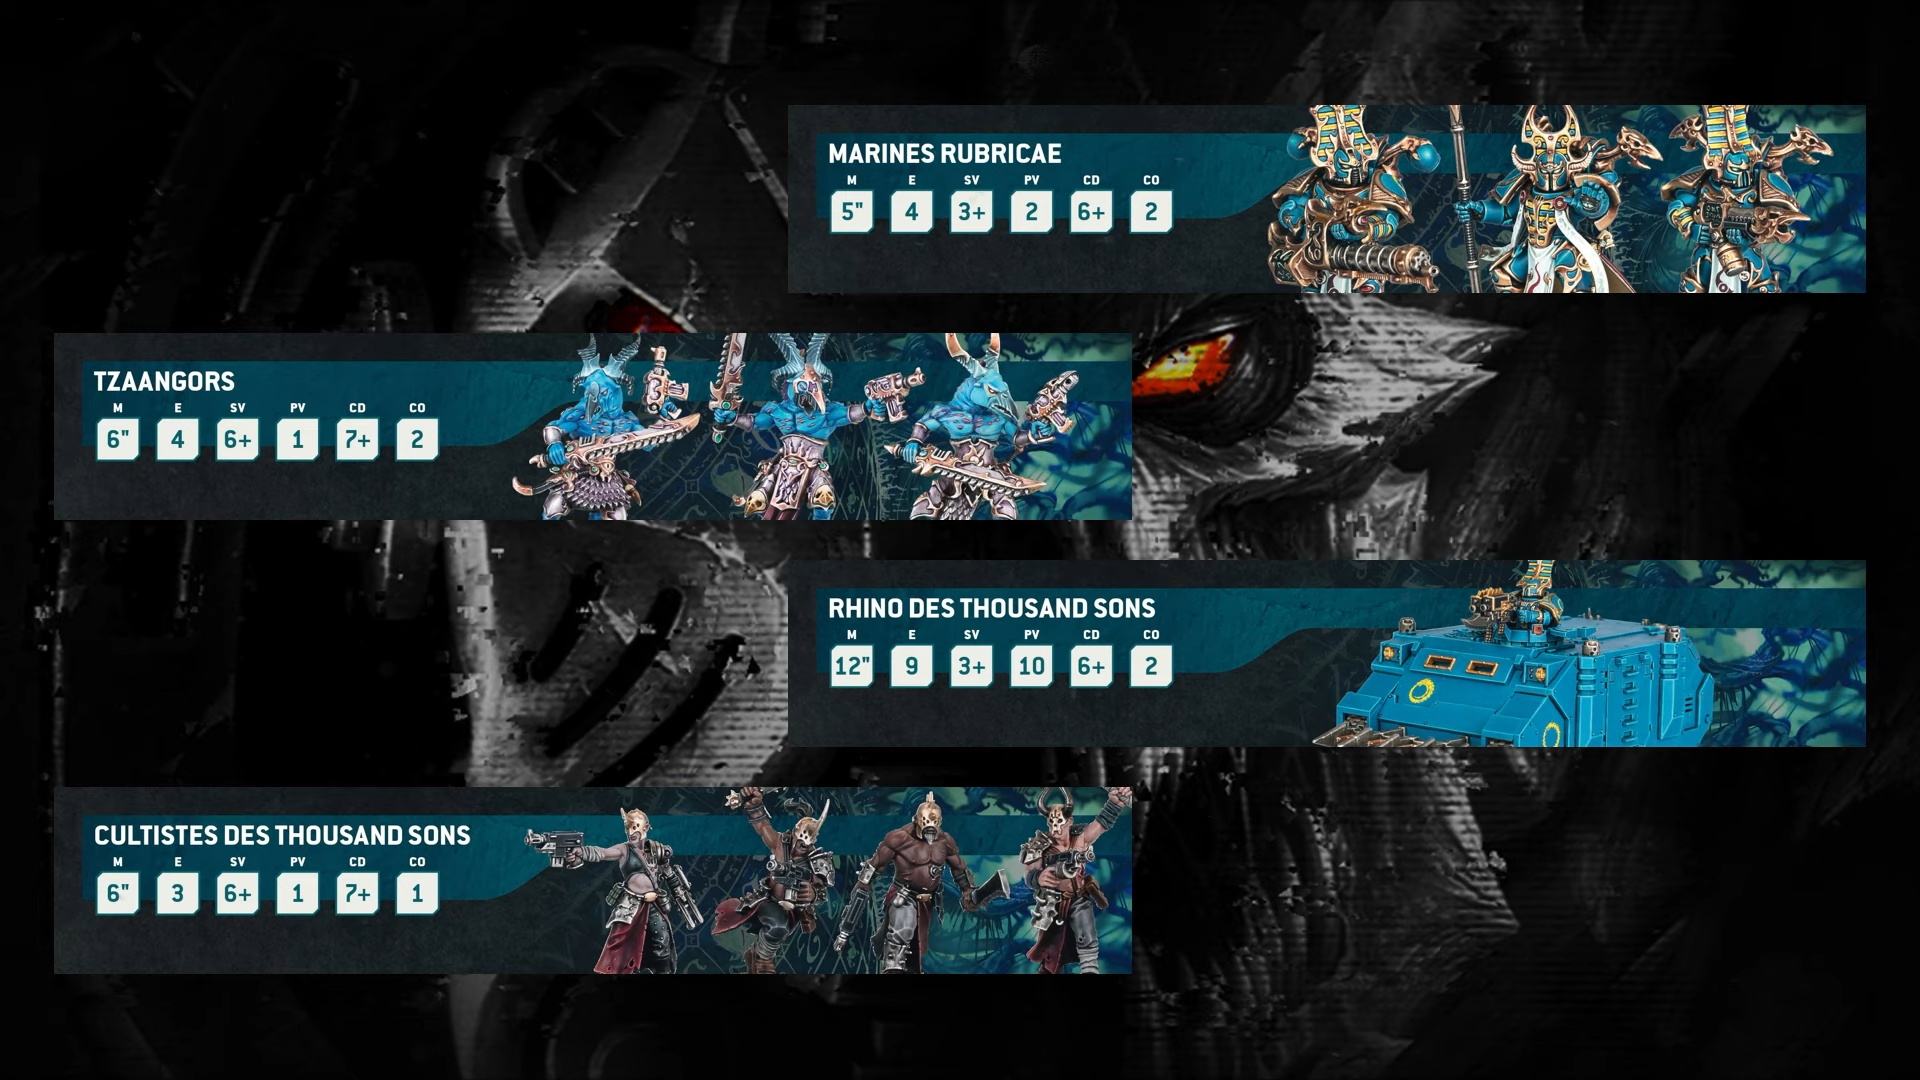 MARINES RUBRICAE
M E SV PV CD CO
5" 4 3+ 2 6+ 2
TZAANGORS
M E SV PV CD CO
6" 4 6+ 1 7+ 2
RHINO DES THOUSAND SONS
M E SV PV CD CO
12" 9 3+ 10 6+ 2
CULTISTES DES THOUSAND SONS
M E SV PV CD CO
6" 3 6+ 1 7+ 1